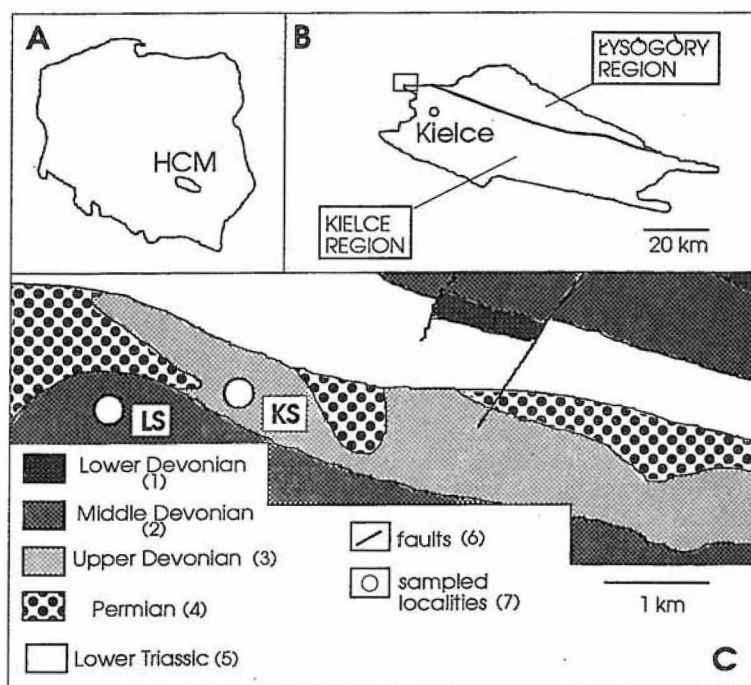 A
HCM
B
ŁYSOGÓRY
REGION
Kielce
KIELCE
REGION
20 km
LS
KS
Lower Devonian
(1)
Middle Devonian
(2)
Upper Devonian (3)
Permian (4)
Lower Triassic (5)
faults (6)
sampled
localities (7)
1 km
C